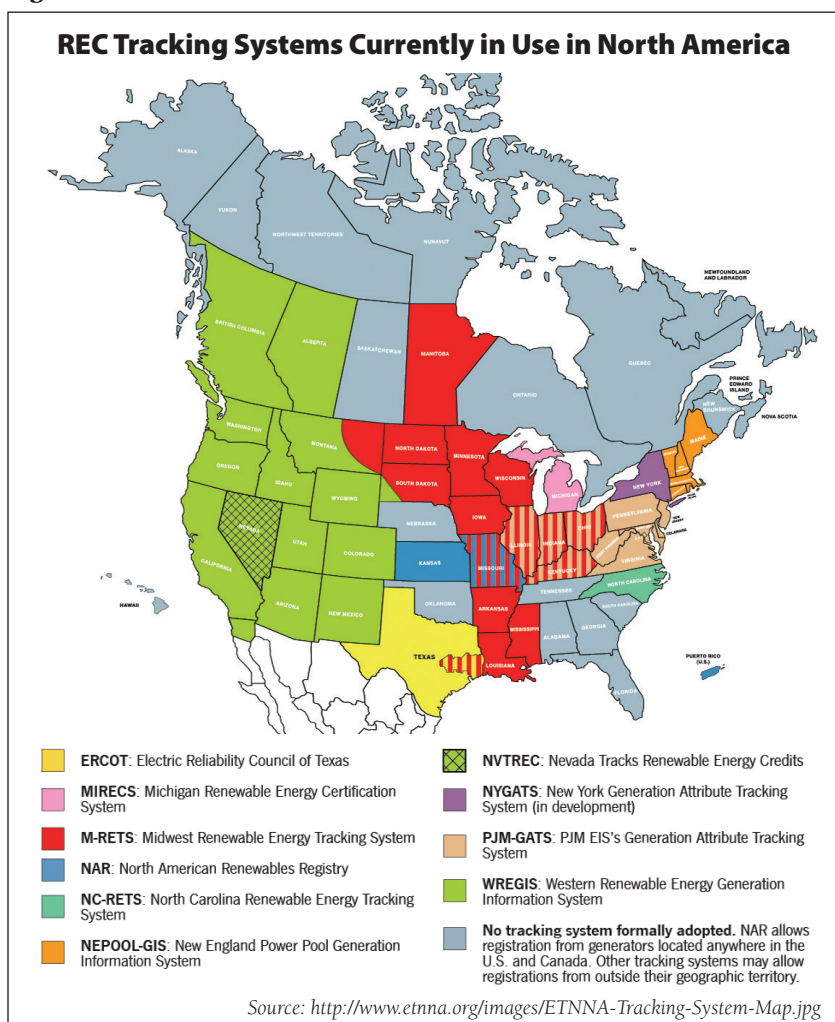 REC Tracking Systems Currently in Use in North America
ALASKA
YUKON
NORTHWEST TERRITORIES
NUNAVUT
NEWFOUNDLAND
AND LABRADOR
BRITISH COLUMBIA
ALBERTA
SASKATCHEWAN
MANITOBA
ONTARIO
QUEBEC
PRINCE
EDWARD
ISLAND
NEW
BRUNSWICK
NOVA SCOTIA
WASHINGTON
MONTANA
NORTH DAKOTA
MINNESOTA
MAINE
OREGON
IDAHO
SOUTH DAKOTA
WISCONSIN
MICHIGAN
NEW YORK
WYOMING
NEVADA
NEBRASKA
IOWA
PENNSYLVANIA
ILLINOIS
INDIANA
OHIO
NEW JERSEY
DELAWARE
UTAH
COLORADO
CALIFORNIA
KANSAS
MISSOURI
KENTUCKY
WEST VIRGINIA
VIRGINIA
NORTH CAROLINA
TENNESSEE
HAWAII
ARIZONA
NEW MEXICO
OKLAHOMA
ARKANSAS
SOUTH CAROLINA
MISSISSIPPI
ALABAMA
GEORGIA
TEXAS
LOUISIANA
FLORIDA
PUERTO RICO
(U.S.)
ERCOT: Electric Reliability Council of Texas
MIRECS: Michigan Renewable Energy Certification
System
M-RETS: Midwest Renewable Energy Tracking System
NAR: North American Renewables Registry
NC-RETS: North Carolina Renewable Energy Tracking
System
NEPOOL-GIS: New England Power Pool Generation
Information System
NVTREC: Nevada Tracks Renewable Energy Credits
NYGATS: New York Generation Attribute Tracking
System (in development)
PJM-GATS: PJM EIS's Generation Attribute Tracking
System
WREGIS: Western Renewable Energy Generation
Information System
No tracking system formally adopted. NAR allows
registration from generators located anywhere in the
U.S. and Canada. Other tracking systems may allow
registrations from outside their geographic territory.
Source: http://www.etnna.org/images/ETNNA-Tracking-System-Map.jpg